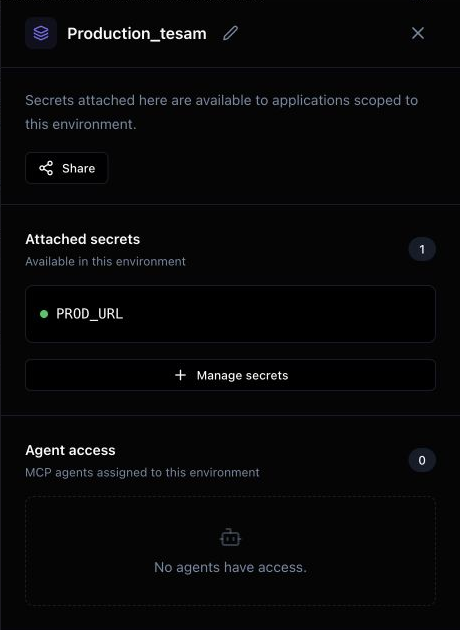 Production_tesam
Secrets attached here are available to applications scoped to
this environment.
Share
Attached secrets
1
Available in this environment
PROD_URL
+ Manage secrets
Agent access
0
MCP agents assigned to this environment
No agents have access.